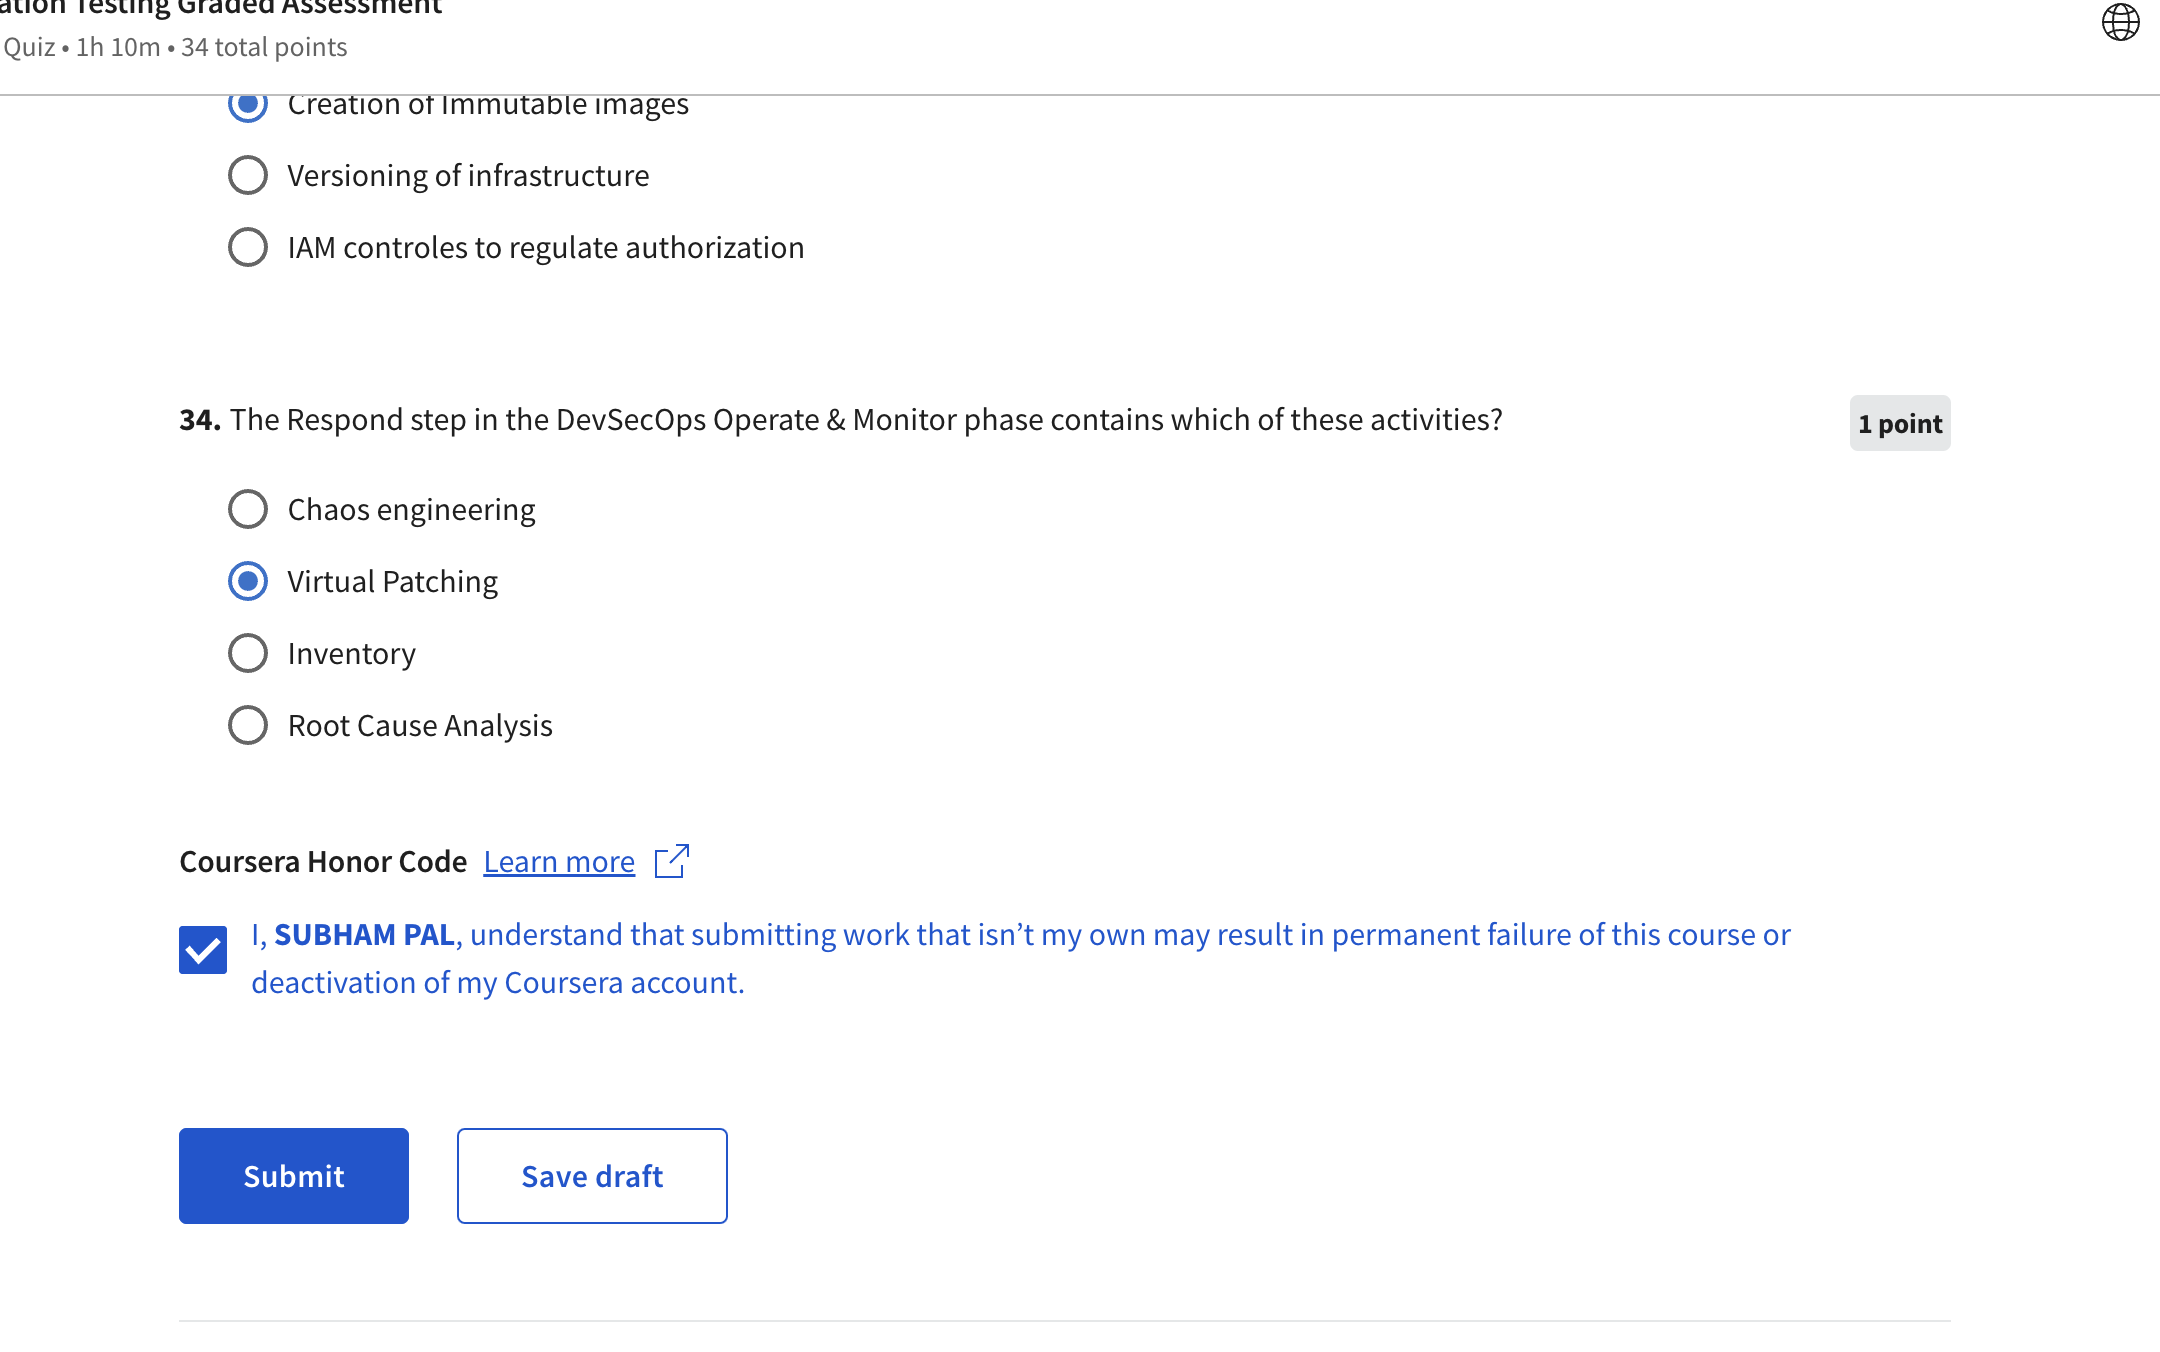 ation Testing Graded Assessment
Quiz • 1h 10m • 34 total points
Creation of Immutable images
Versioning of infrastructure
IAM controles to regulate authorization
34. The Respond step in the DevSecOps Operate & Monitor phase contains which of these activities?
1 point
Chaos engineering
Virtual Patching
Inventory
Root Cause Analysis
Coursera Honor Code Learn more
I, SUBHAM PAL, understand that submitting work that isn’t my own may result in permanent failure of this course or
deactivation of my Coursera account.
Submit Save draft